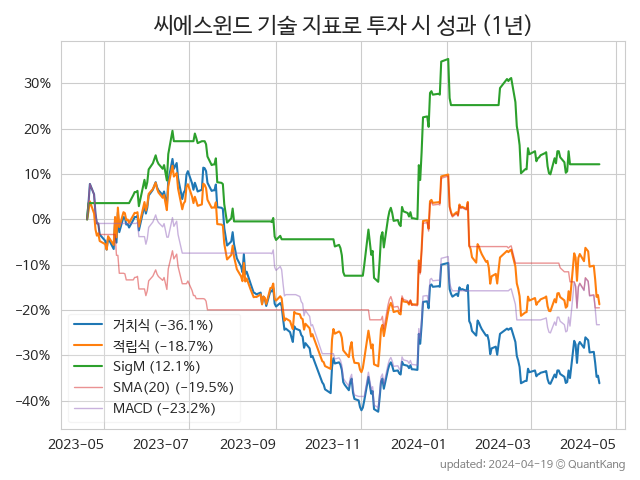 씨에스윈드 기술 지표로 투자 시 성과 (1년)
30%
20%
10%
0%
−10%
−20%
−30%
−40%
거치식 (−36.1%)
적립식 (−18.7%)
SigM (12.1%)
SMA(20) (−19.5%)
MACD (−23.2%)
2023-05 2023-07 2023-09 2023-11 2024-01 2024-03 2024-05
updated: 2024-04-19 © QuantKang